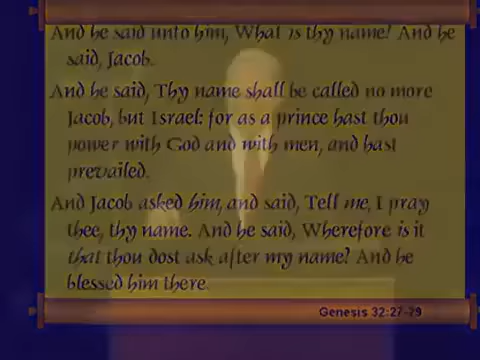 And he said unto him, What is thy name? And he
said, Jacob.
And he said, Thy name shall be called no more
Jacob, but Israel: for as a prince hast thou
power with God and with men, and hast
prevailed.
And Jacob asked him, and said, Tell me, I pray
thee, thy name. And he said, Wherefore is it
that thou dost ask after my name? And he
blessed him there.
Genesis 32:27-29